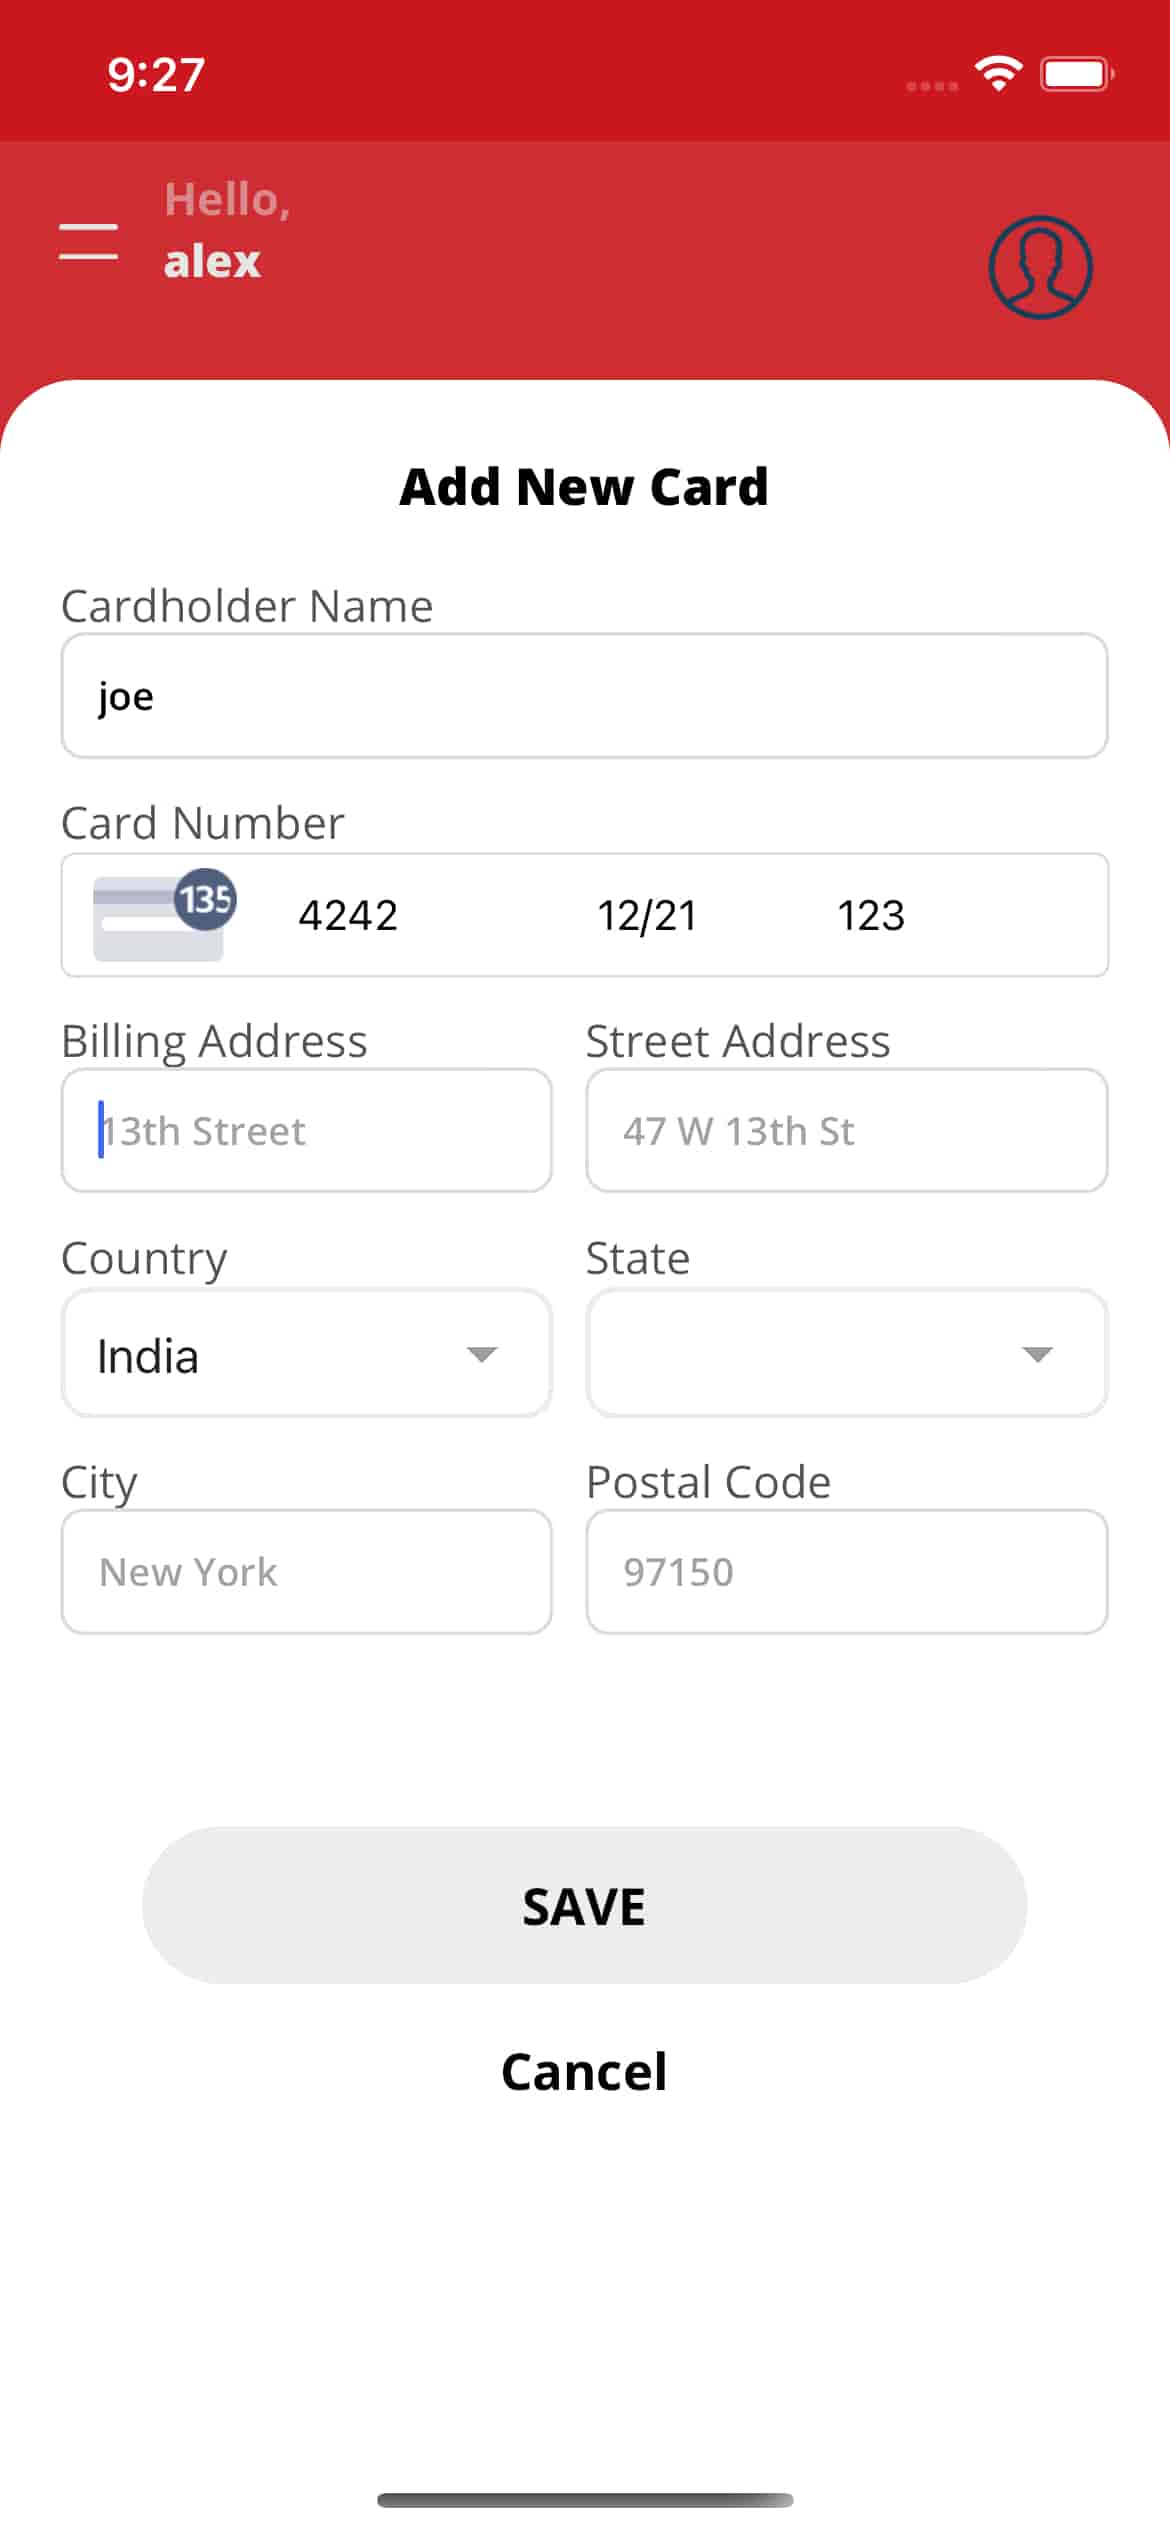 9:27
Hello,
alex
Add New Card
Cardholder Name
joe
Card Number
135 4242 12/21 123
Billing Address Street Address
13th Street 47 W 13th St
Country State
India
City Postal Code
New York 97150
SAVE
Cancel